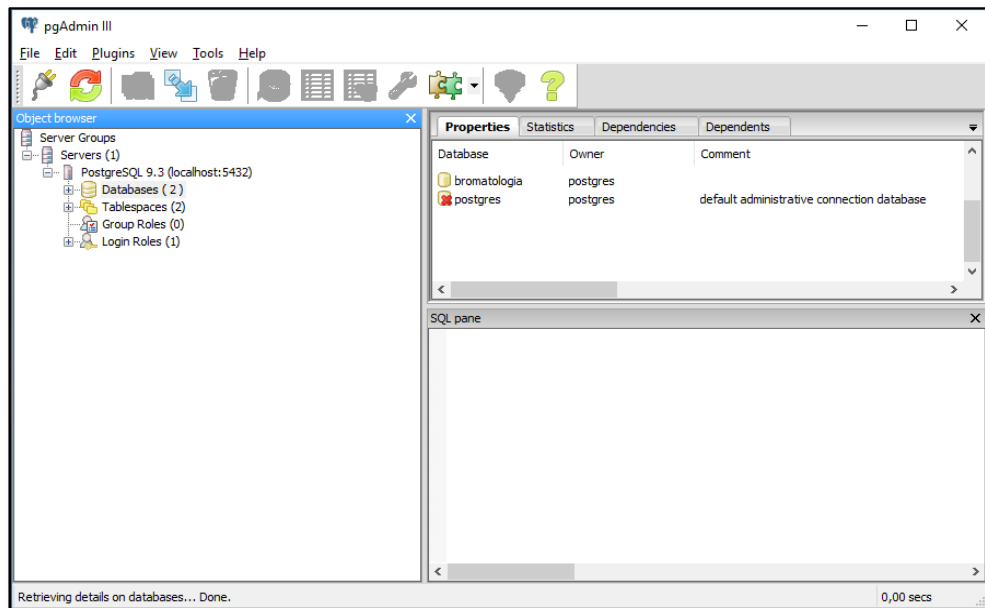 pgAdmin III
File Edit Plugins View Tools Help
Object browser
Server Groups
Servers (1)
PostgreSQL 9.3 (localhost:5432)
Databases ( 2 )
Tablespaces (2)
Group Roles (0)
Login Roles (1)
Properties Statistics Dependencies Dependents
Database Owner Comment
bromatologia postgres
postgres postgres default administrative connection database
SQL pane
Retrieving details on databases... Done. 0,00 secs